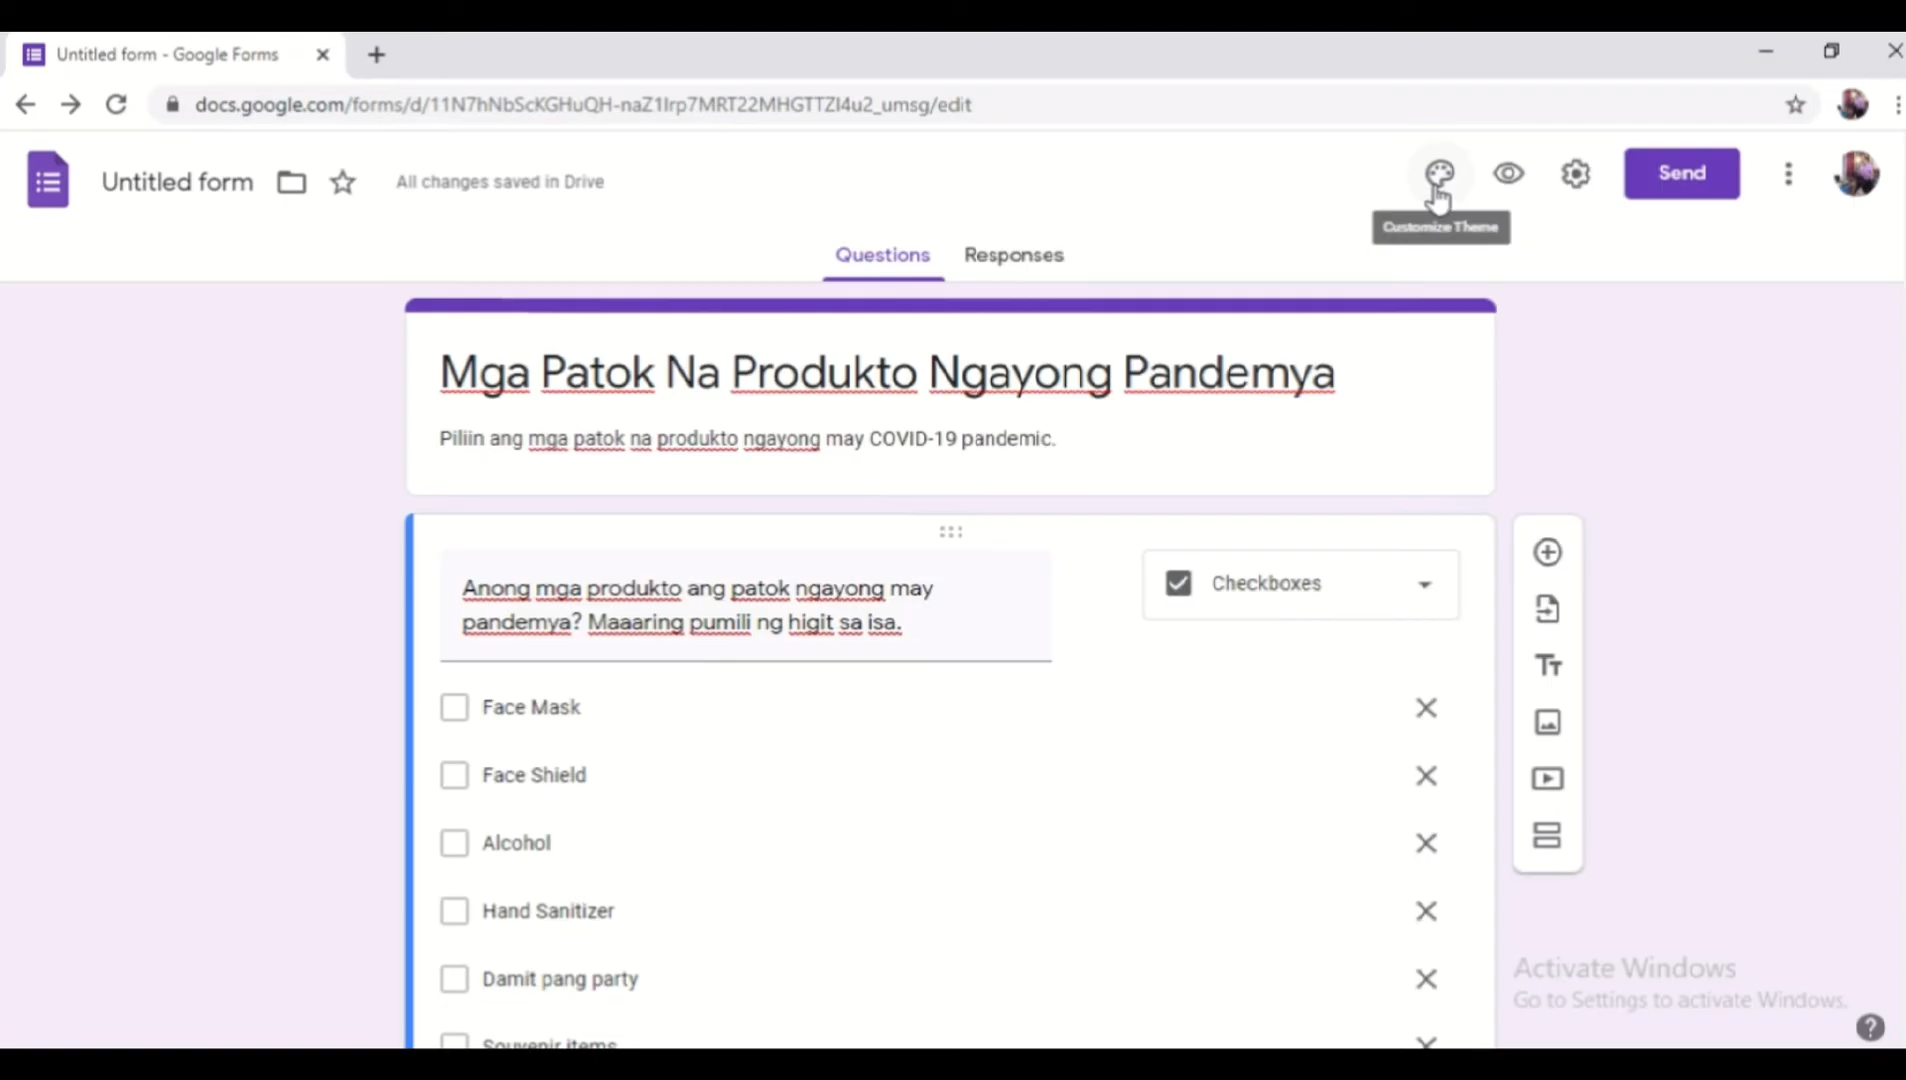 Untitled form - Google Forms
docs.google.com/forms/d/11N7hNbScKGHuQH-naZ1Irp7MRT22MHGTTZI4u2_umsg/edit
Untitled form
All changes saved in Drive
Send
Customize Theme
Questions
Responses
Mga Patok Na Produkto Ngayong Pandemya
Piliin ang mga patok na produkto ngayong may COVID-19 pandemic.
Anong mga produkto ang patok ngayong may
pandemya? Maaaring pumili ng higit sa isa.
Checkboxes
Face Mask
Face Shield
Alcohol
Hand Sanitizer
Damit pang party
Souvenir items
Activate Windows
Go to Settings to activate Windows.